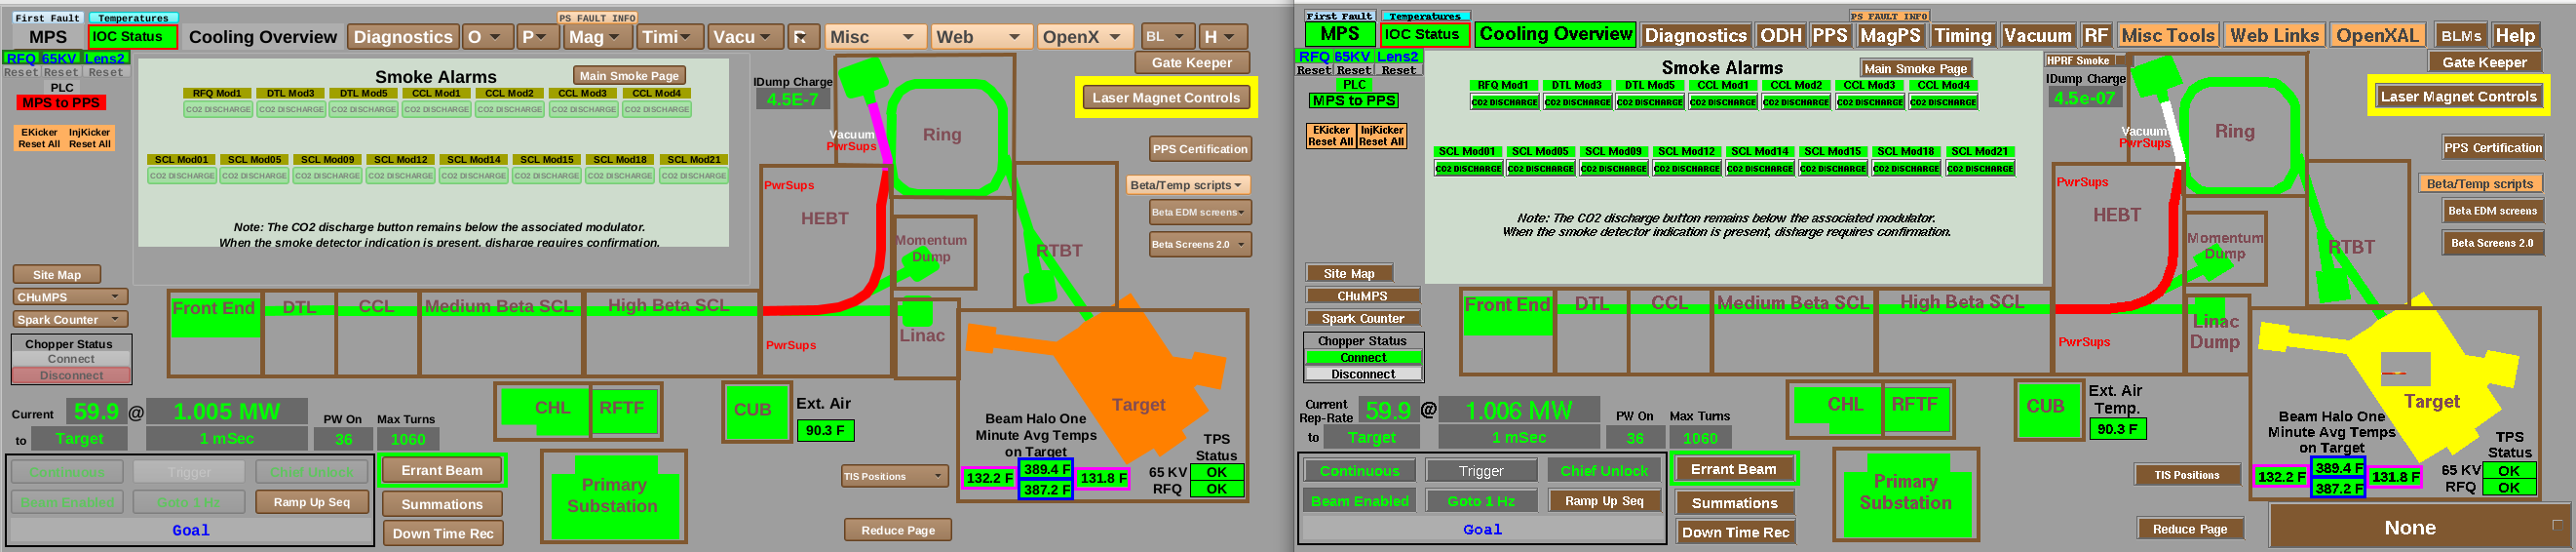 First Fault Temperatures PS FAULT INFO
MPS IOC Status Cooling Overview Diagnostics O P Mag Timi Vacu R Misc Web OpenX BL H
RFQ 65KV Lens2
Reset Reset Reset
PLC
MPS to PPS
EKicker InjKicker
Reset All Reset All
Smoke Alarms Main Smoke Page
RFQ Mod1 DTL Mod3 DTL Mod5 CCL Mod1 CCL Mod2 CCL Mod3 CCL Mod4
CO2 DISCHARGE CO2 DISCHARGE CO2 DISCHARGE CO2 DISCHARGE CO2 DISCHARGE CO2 DISCHARGE CO2 DISCHARGE
SCL Mod01 SCL Mod05 SCL Mod09 SCL Mod12 SCL Mod14 SCL Mod15 SCL Mod18 SCL Mod21
CO2 DISCHARGE CO2 DISCHARGE CO2 DISCHARGE CO2 DISCHARGE CO2 DISCHARGE CO2 DISCHARGE CO2 DISCHARGE CO2 DISCHARGE
Note: The CO2 discharge button remains below the associated modulator.
When the smoke detector indication is present, disharge requires confirmation.
IDump Charge
4.5E-7
Vacuum
PwrSups
Ring
Gate Keeper
Laser Magnet Controls
PPS Certification
Beta/Temp scripts
Beta EDM screens
Beta Screens 2.0
PwrSups
HEBT
Momentum
Dump
RTBT
Site Map
CHuMPS
Spark Counter
Chopper Status
Connect
Disconnect
Front End DTL CCL Medium Beta SCL High Beta SCL
PwrSups
Linac
Target
Current 59.9 @ 1.005 MW PW On Max Turns
to Target 1 mSec 36 1060
CHL RFTF CUB
Ext. Air
90.3 F
Continuous Trigger Chief Unlock
Beam Enabled Goto 1 Hz Ramp Up Seq
Goal
Errant Beam
Summations
Down Time Rec
Primary
Substation
TIS Positions
Reduce Page
Beam Halo One
Minute Avg Temps
on Target
132.2 F 389.4 F 131.8 F
387.2 F
TPS
Status
65 KV OK
RFQ OK
First Fault Temperatures PS FAULT INFO
MPS IOC Status Cooling Overview Diagnostics ODH PPS MagPS Timing Vacuum RF Misc Tools Web Links OpenXAL BLMs Help
RFQ 65KV Lens2
Reset Reset Reset
PLC
MPS to PPS
EKicker InjKicker
Reset All Reset All
Smoke Alarms Main Smoke Page
RFQ Mod1 DTL Mod3 DTL Mod5 CCL Mod1 CCL Mod2 CCL Mod3 CCL Mod4
CO2 DISCHARGE CO2 DISCHARGE CO2 DISCHARGE CO2 DISCHARGE CO2 DISCHARGE CO2 DISCHARGE CO2 DISCHARGE
SCL Mod01 SCL Mod05 SCL Mod09 SCL Mod12 SCL Mod14 SCL Mod15 SCL Mod18 SCL Mod21
CO2 DISCHARGE CO2 DISCHARGE CO2 DISCHARGE CO2 DISCHARGE CO2 DISCHARGE CO2 DISCHARGE CO2 DISCHARGE CO2 DISCHARGE
Note: The CO2 discharge button remains below the associated modulator.
When the smoke detector indication is present, disharge requires confirmation.
HPRF Smoke
IDump Charge
4.5e-07
Vacuum
PwrSups
Ring
Gate Keeper
Laser Magnet Controls
PPS Certification
Beta/Temp scripts
Beta EDM screens
Beta Screens 2.0
PwrSups
HEBT
Momentum
Dump
RTBT
Site Map
CHuMPS
Spark Counter
Chopper Status
Connect
Disconnect
Front End DTL CCL Medium Beta SCL High Beta SCL
PwrSups
Linac
Dump
Target
Current
Rep-Rate 59.9 @ 1.006 MW PW On Max Turns
to Target 1 mSec 36 1060
CHL RFTF CUB
Ext. Air
Temp.
90.3 F
Continuous Trigger Chief Unlock
Beam Enabled Goto 1 Hz Ramp Up Seq
Goal
Errant Beam
Summations
Down Time Rec
Primary
Substation
TIS Positions
Reduce Page
Beam Halo One
Minute Avg Temps
on Target
132.2 F 389.4 F 131.8 F
387.2 F
TPS
Status
65 KV OK
RFQ OK
None